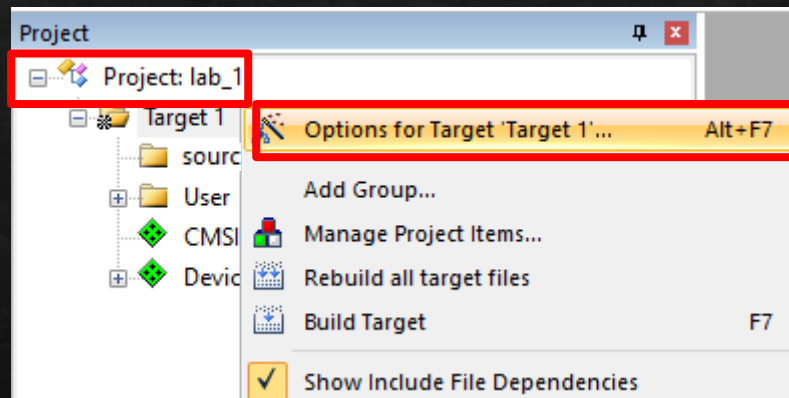 Project
Project: lab_1
Target 1
Options for Target 'Target 1'... Alt+F7
sourc
User
Add Group...
CMSI
Manage Project Items...
Devic
Rebuild all target files
Build Target F7
Show Include File Dependencies